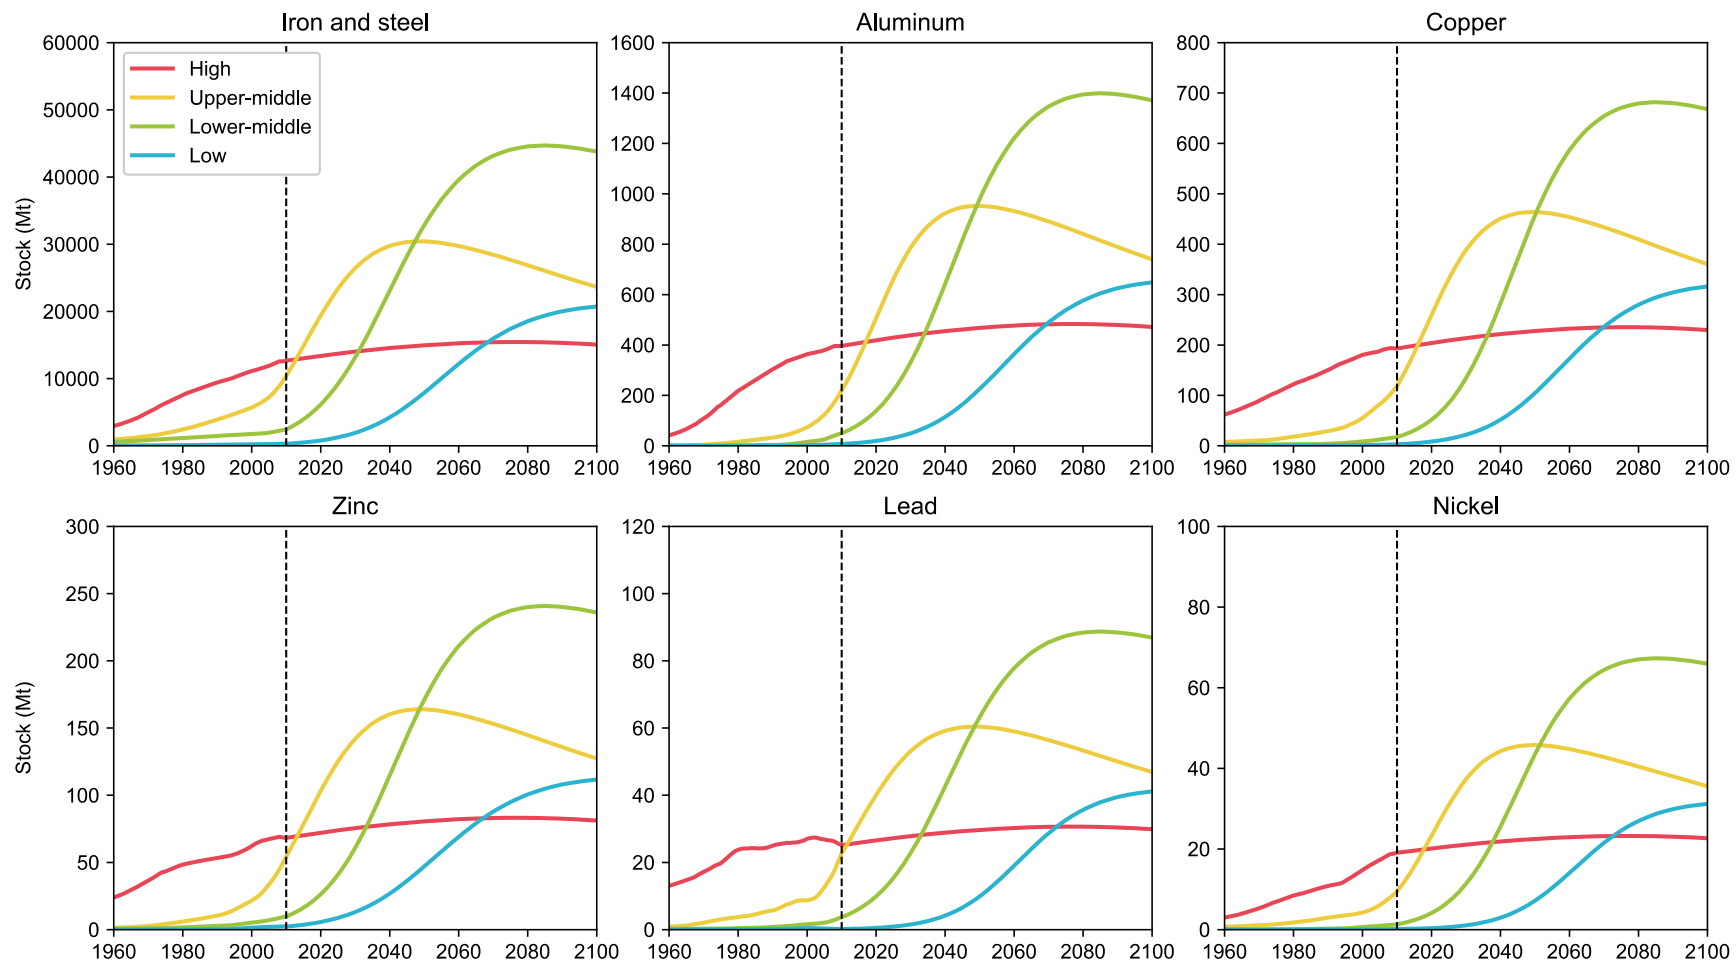 Iron and steel
Aluminum
Copper
60000
50000
40000
30000
20000
10000
0
Stock (Mt)
High
Upper-middle
Lower-middle
Low
1960 1980 2000 2020 2040 2060 2080 2100
1600
1400
1200
1000
800
600
400
200
0
1960 1980 2000 2020 2040 2060 2080 2100
800
700
600
500
400
300
200
100
0
1960 1980 2000 2020 2040 2060 2080 2100
Zinc
Lead
Nickel
300
250
200
150
100
50
0
Stock (Mt)
1960 1980 2000 2020 2040 2060 2080 2100
120
100
80
60
40
20
0
1960 1980 2000 2020 2040 2060 2080 2100
100
80
60
40
20
0
1960 1980 2000 2020 2040 2060 2080 2100